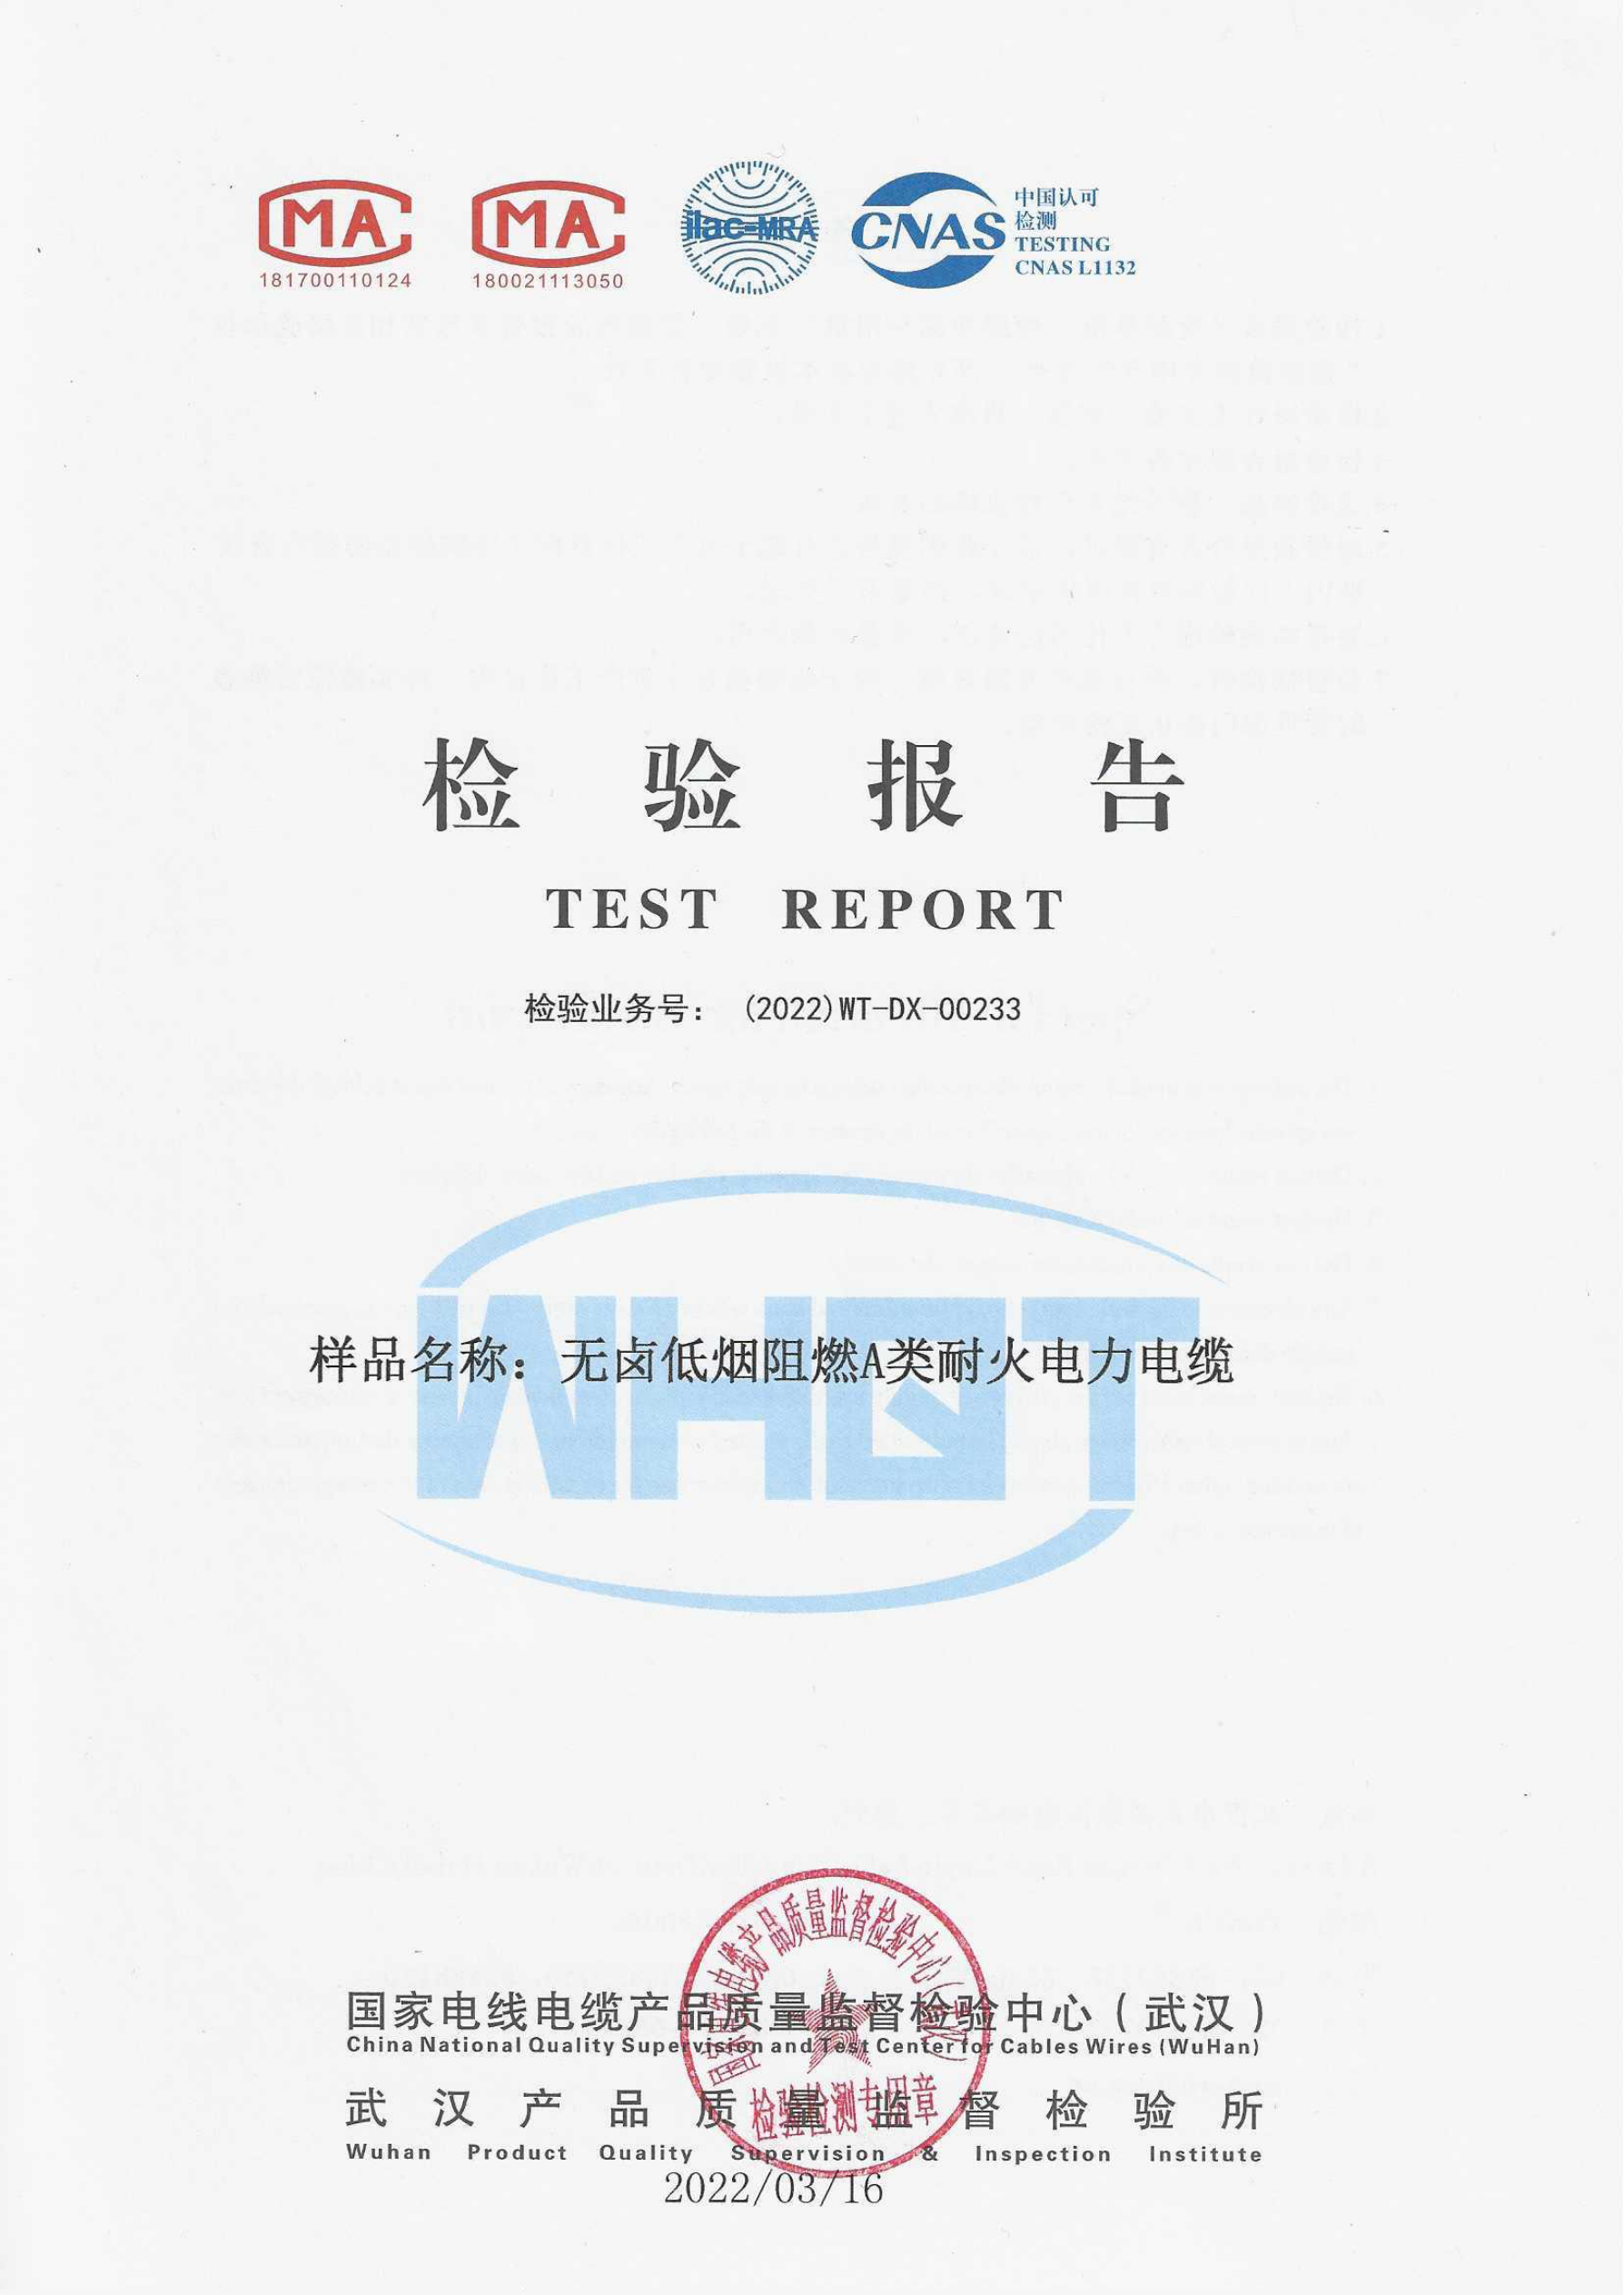 MA
181700110124
MA
180021113050
ilac-MRA
CNAS
中国认可
检测
TESTING
CNAS L1132
检验报告
TEST REPORT
检验业务号： (2022)WT-DX-00233
WHQT
样品名称：无卤低烟阻燃A类耐火电力电缆
国家电线电缆产品质量监督检验中心（武汉）
检验检测专用章
国家电线电缆产品质量监督检验中心（武汉）
China National Quality Supervision and Test Center for Cables Wires (WuHan)
武汉产品质量监督检验所
Wuhan Product Quality Supervision & Inspection Institute
2022/03/16